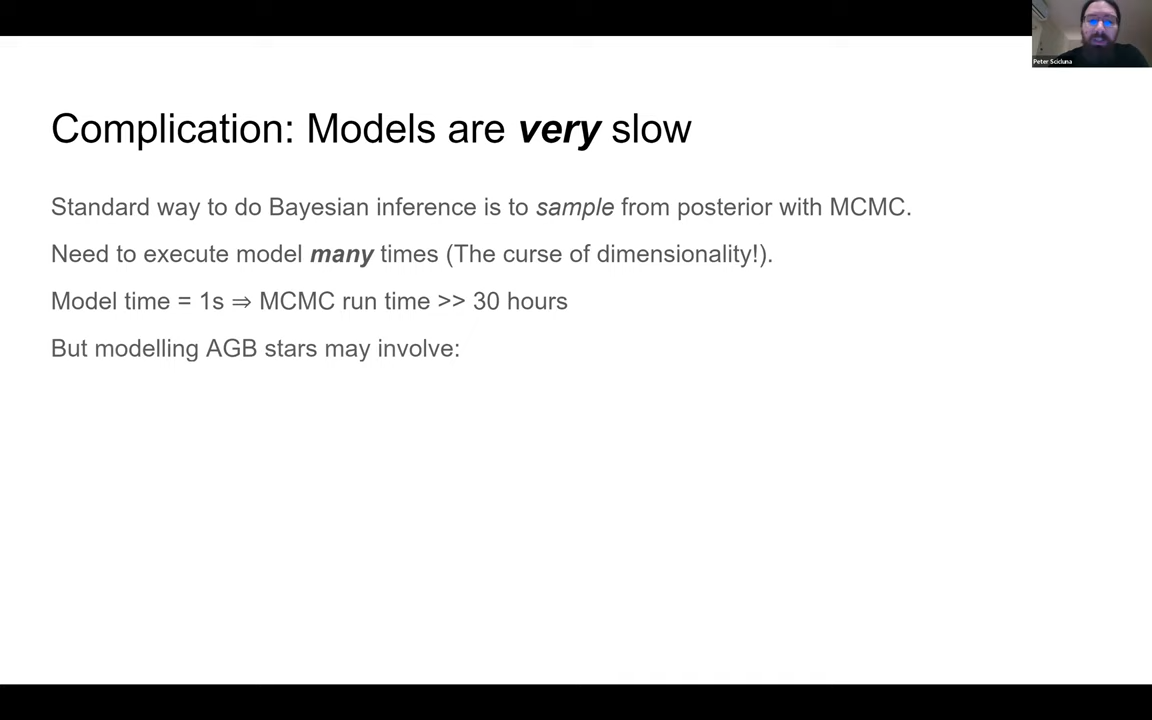 Peter Scicluna
Complication: Models are very slow
Standard way to do Bayesian inference is to sample from posterior with MCMC.
Need to execute model many times (The curse of dimensionality!).
Model time = 1s ⇒ MCMC run time >> 30 hours
But modelling AGB stars may involve: